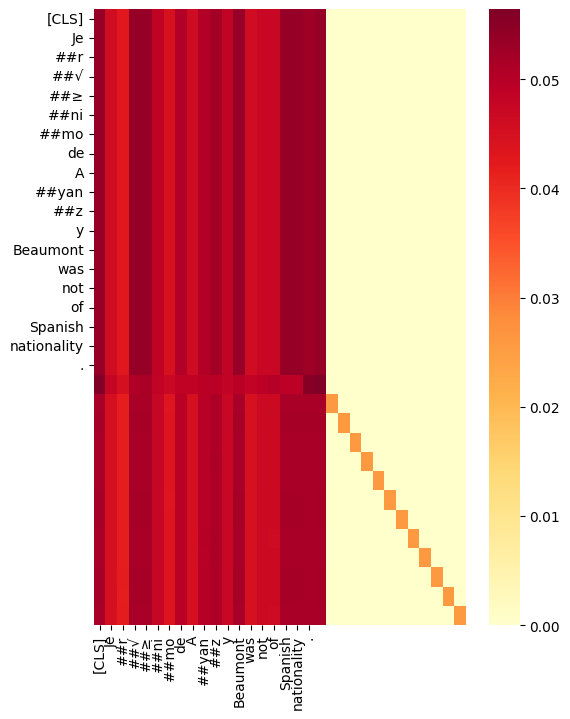 [CLS]
Je
##r
##√
##≥
##ni
##mo
de
A
##yan
##z
y
Beaumont
was
not
of
Spanish
nationality
.
0.05
0.04
0.03
0.02
0.01
0.00
[CLS]
Je
##r
##√
##≥
##ni
##mo
de
A
##yan
##z
y
Beaumont
was
not
of
Spanish
nationality
.